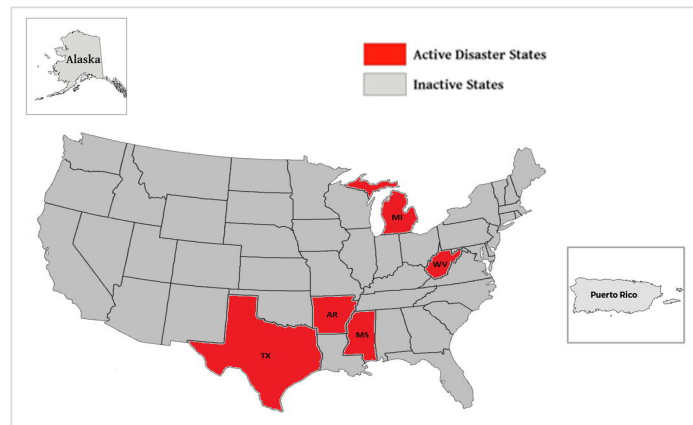 Alaska
Active Disaster States
Inactive States
MI
WV
Puerto Rico
AR
MS
TX